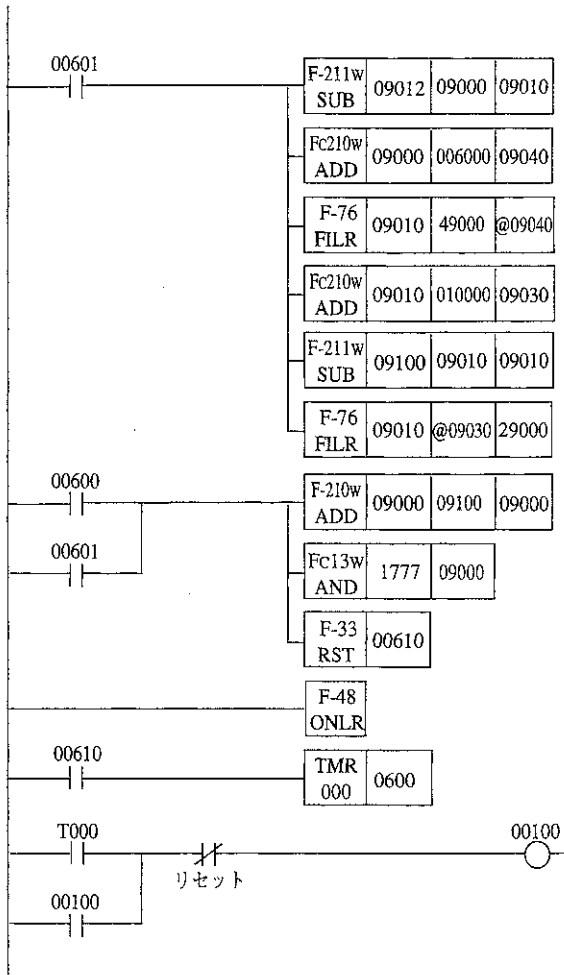 00601
F-211w SUB 09012 09000 09010
Fc210w ADD 09000 006000 09040
F-76 FILR 09010 49000 @09040
Fc210w ADD 09010 010000 09030
F-211w SUB 09100 09010 09010
F-76 FILR 09010 @09030 29000
00600
F-210w ADD 09000 09100 09000
00601
Fc13w AND 1777 09000
F-33 RST 00610
F-48 ONLR
00610
TMR 000 0600
T000
00100
リセット
00100